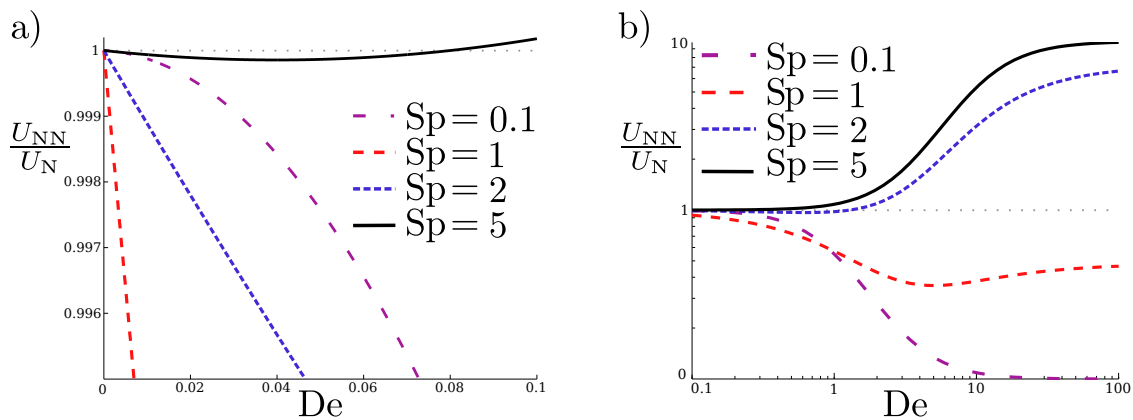 a)
1
0.999
0.998
0.997
0.996
U_NN
U_N
Sp = 0.1
Sp = 1
Sp = 2
Sp = 5
0
0.02
0.04
0.06
0.08
0.1
De
b)
10
1
0
U_NN
U_N
Sp = 0.1
Sp = 1
Sp = 2
Sp = 5
0.1
1
10
100
De